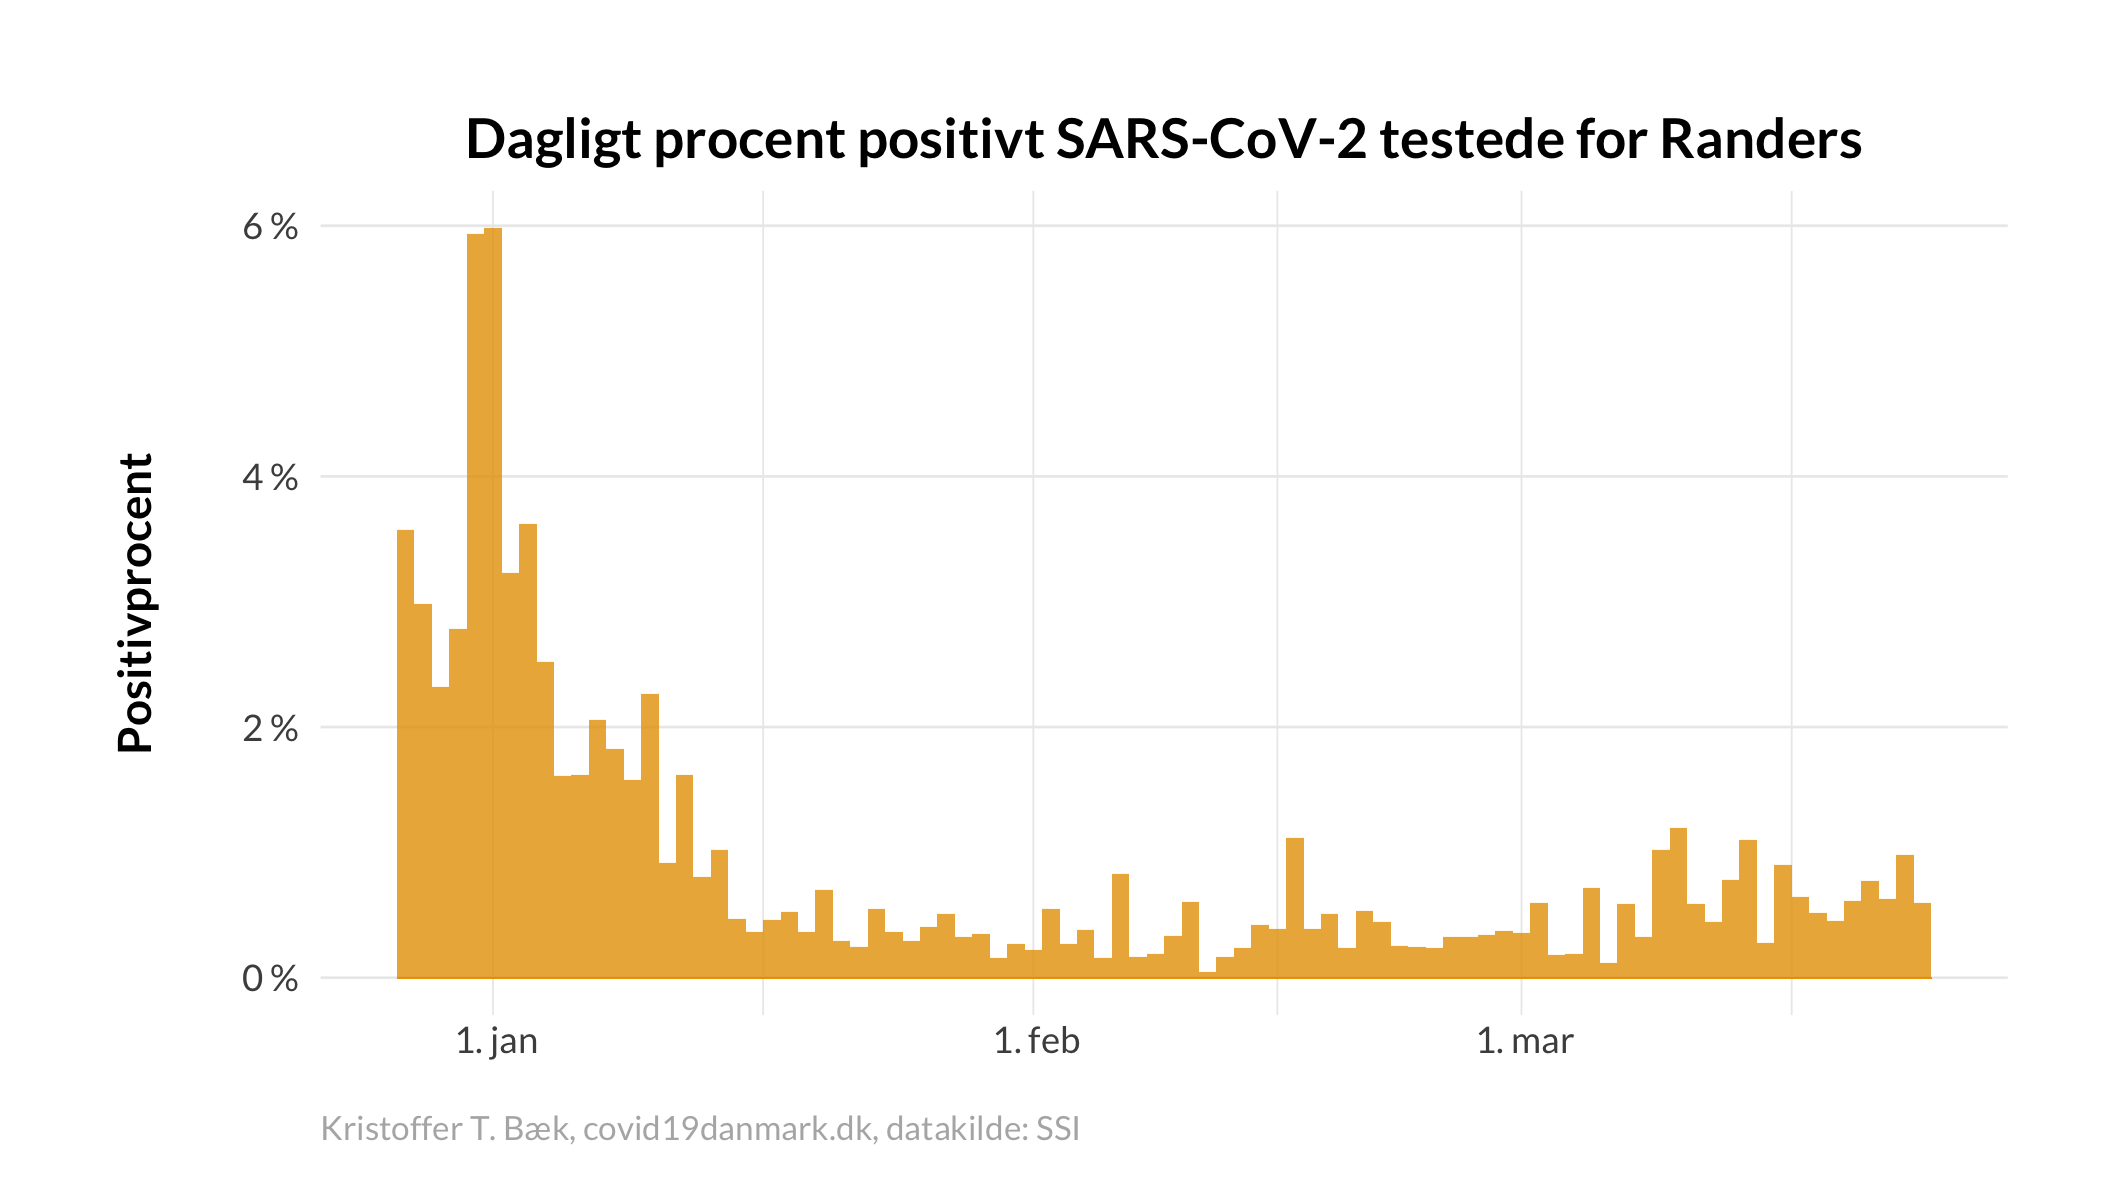 Dagligt procent positivt SARS-CoV-2 testede for Randers
Positivprocent
6 %
4 %
2 %
0 %
1. jan
1. feb
1. mar
Kristoffer T. Bæk, covid19danmark.dk, datakilde: SSI